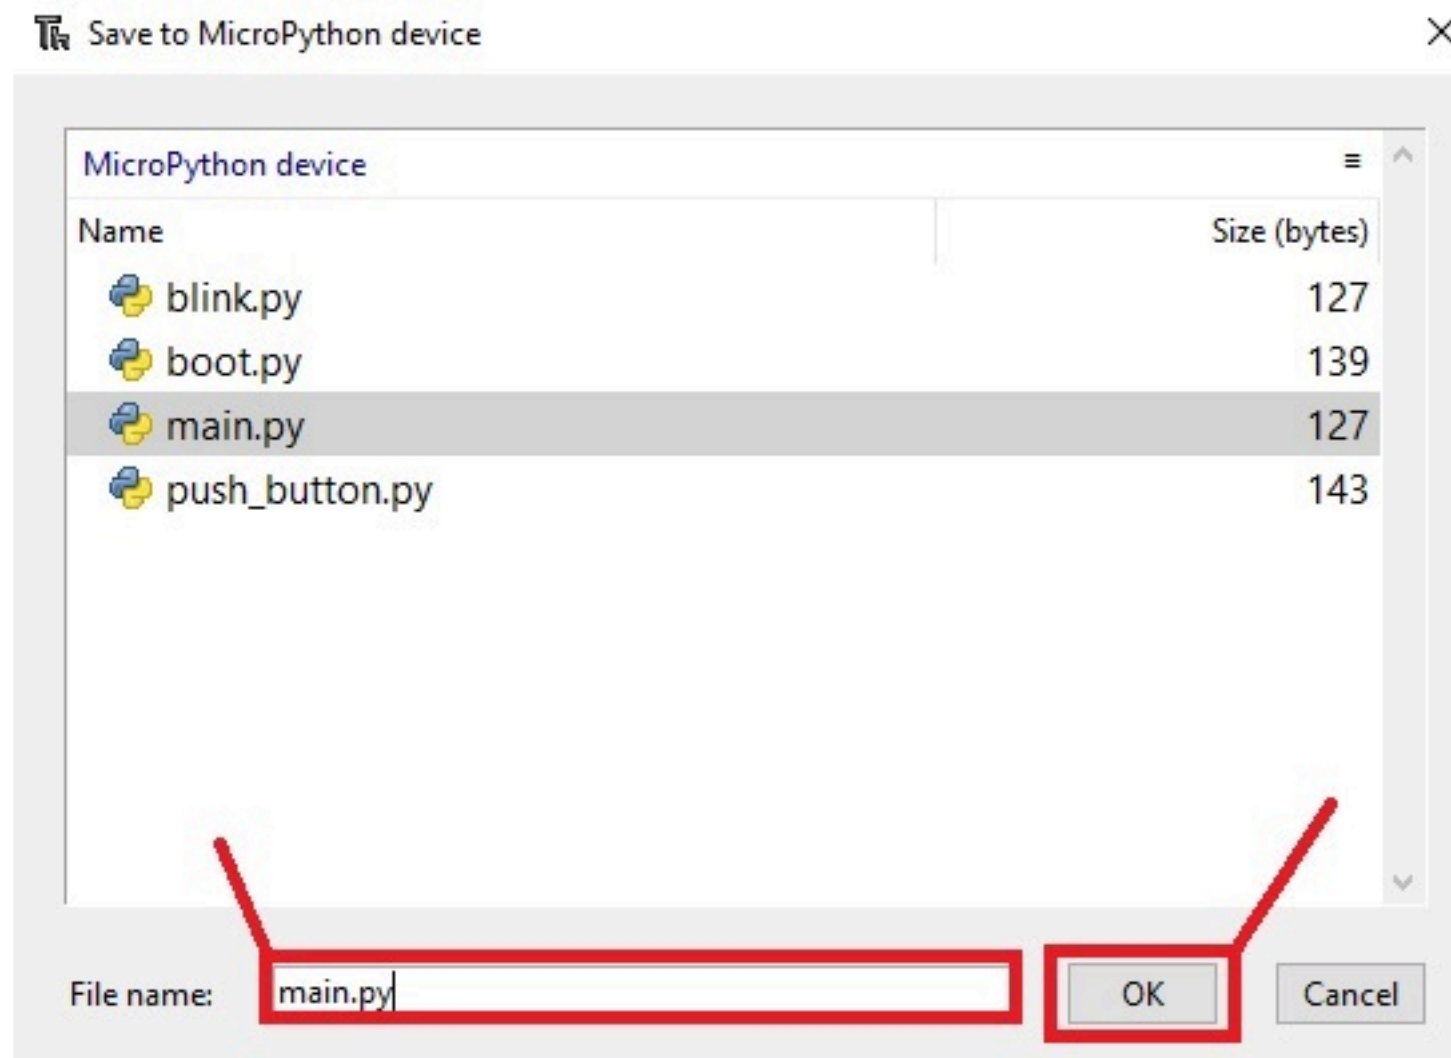 Save to MicroPython device
MicroPython device
Name Size (bytes)
blink.py 127
boot.py 139
main.py 127
push_button.py 143
File name: main.py OK Cancel